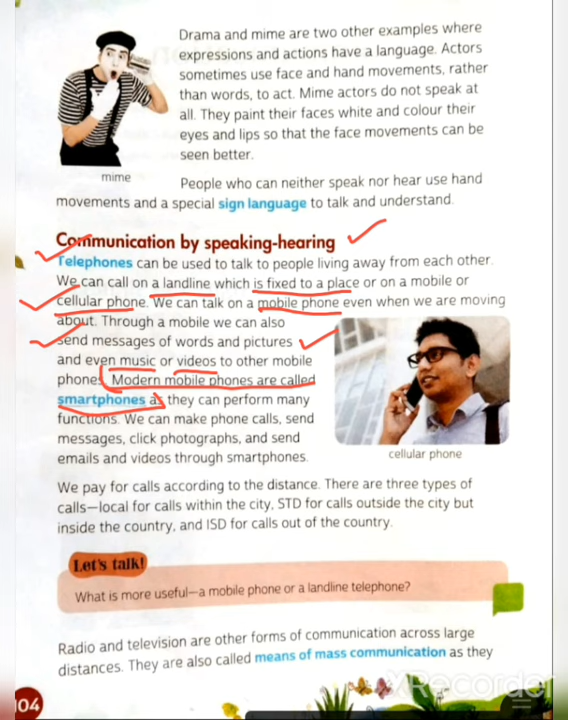 Drama and mime are two other examples where
expressions and actions have a language. Actors
sometimes use face and hand movements, rather
than words, to act. Mime actors do not speak at
all. They paint their faces white and colour their
eyes and lips so that the face movements can be
seen better.
mime
People who can neither speak nor hear use hand
movements and a special sign language to talk and understand.
Communication by speaking-hearing
Telephones can be used to talk to people living away from each other.
We can call on a landline which is fixed to a place or on a mobile or
cellular phone. We can talk on a mobile phone even when we are moving
about. Through a mobile we can also
send messages of words and pictures
and even music or videos to other mobile
phones. Modern mobile phones are called
smartphones as they can perform many
functions. We can make phone calls, send
messages, click photographs, and send
emails and videos through smartphones.
cellular phone
We pay for calls according to the distance. There are three types of
calls—local for calls within the city, STD for calls outside the city but
inside the country, and ISD for calls out of the country.
Let's talk!
What is more useful—a mobile phone or a landline telephone?
Radio and television are other forms of communication across large
distances. They are also called means of mass communication as they
104
XRecorder